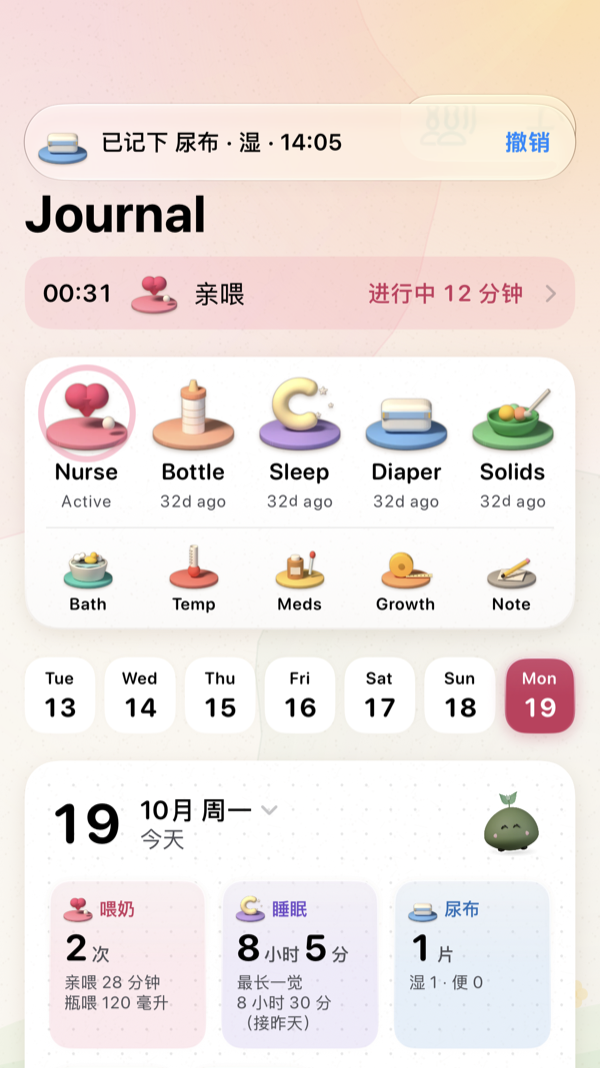 已记下 尿布 · 湿 · 14:05
撤销
Journal
00:31 亲喂 进行中 12 分钟
Nurse Bottle Sleep Diaper Solids
Active 32d ago 32d ago 32d ago 32d ago
Bath Temp Meds Growth Note
Tue Wed Thu Fri Sat Sun Mon
13 14 15 16 17 18 19
19 10月 周一
今天
喂奶
2 次
亲喂 28 分钟
瓶喂 120 毫升
睡眠
8 小时 5 分
最长一觉
8 小时 30 分
（接昨天）
尿布
1 片
湿 1 · 便 0